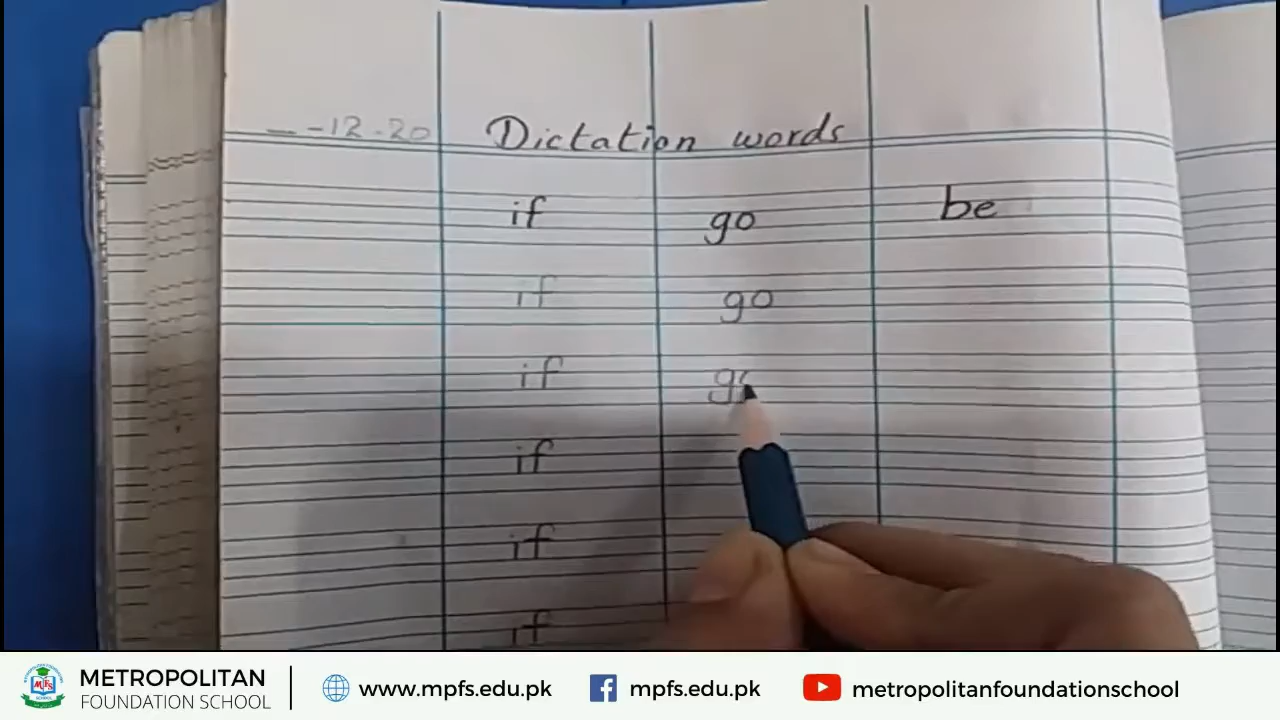 — -12-20 Dictation words
if go be
if go
if g
if
if
if
METROPOLITAN
FOUNDATION SCHOOL
www.mpfs.edu.pk mpfs.edu.pk metropolitanfoundationschool